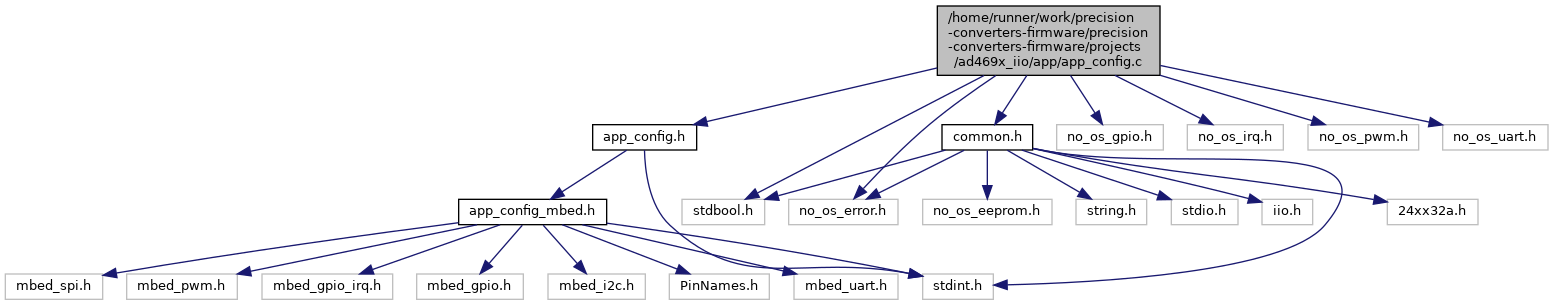 /home/runner/work/precision
-converters-firmware/precision
-converters-firmware/projects
/ad469x_iio/app/app_config.c
app_config.h
common.h
no_os_gpio.h
no_os_irq.h
no_os_pwm.h
no_os_uart.h
app_config_mbed.h
stdbool.h
no_os_error.h
no_os_eeprom.h
string.h
stdio.h
iio.h
24xx32a.h
mbed_spi.h
mbed_pwm.h
mbed_gpio_irq.h
mbed_gpio.h
mbed_i2c.h
PinNames.h
mbed_uart.h
stdint.h